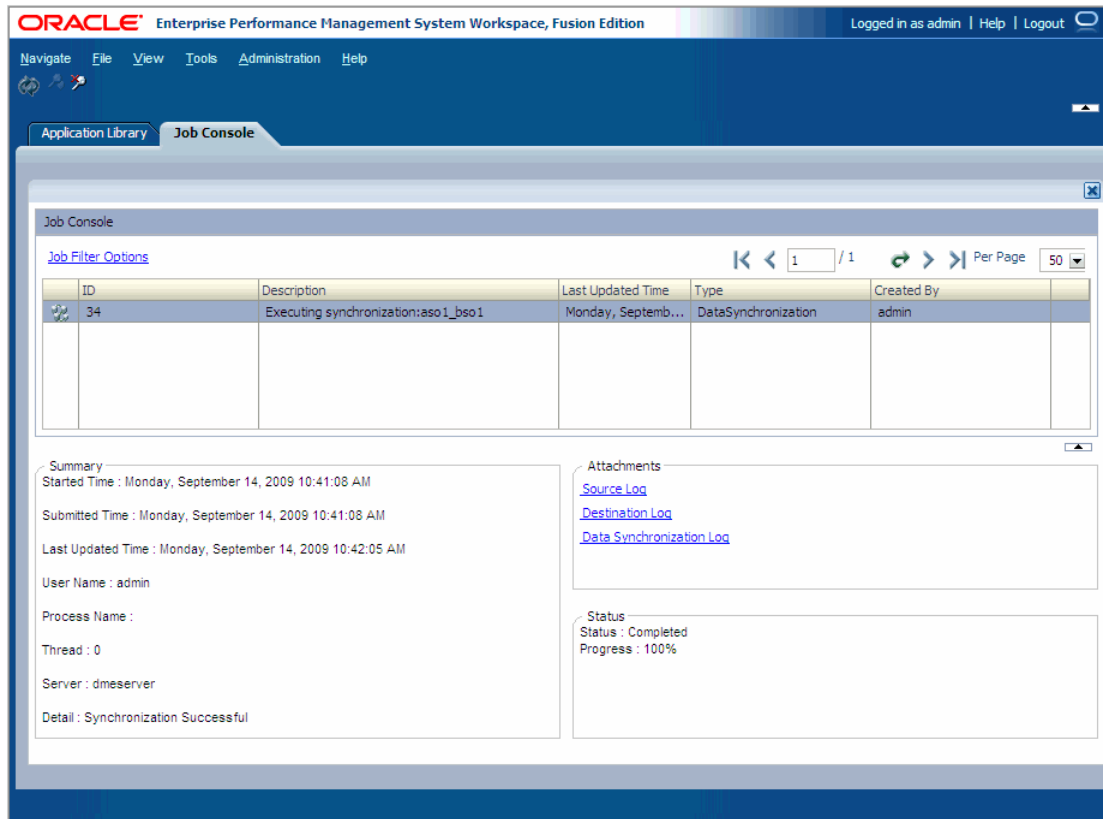 ORACLE Enterprise Performance Management System Workspace, Fusion Edition Logged in as admin | Help | Logout
Navigate File View Tools Administration Help
Application Library Job Console
Job Console
Job Filter Options 1 / 1 Per Page 50
ID Description Last Updated Time Type Created By
34 Executing synchronization:aso1_bso1 Monday, Septemb... DataSynchronization admin
Summary
Started Time : Monday, September 14, 2009 10:41:08 AM
Submitted Time : Monday, September 14, 2009 10:41:08 AM
Last Updated Time : Monday, September 14, 2009 10:42:05 AM
User Name : admin
Process Name :
Thread : 0
Server : dmeserver
Detail : Synchronization Successful
Attachments
Source Log
Destination Log
Data Synchronization Log
Status
Status : Completed
Progress : 100%